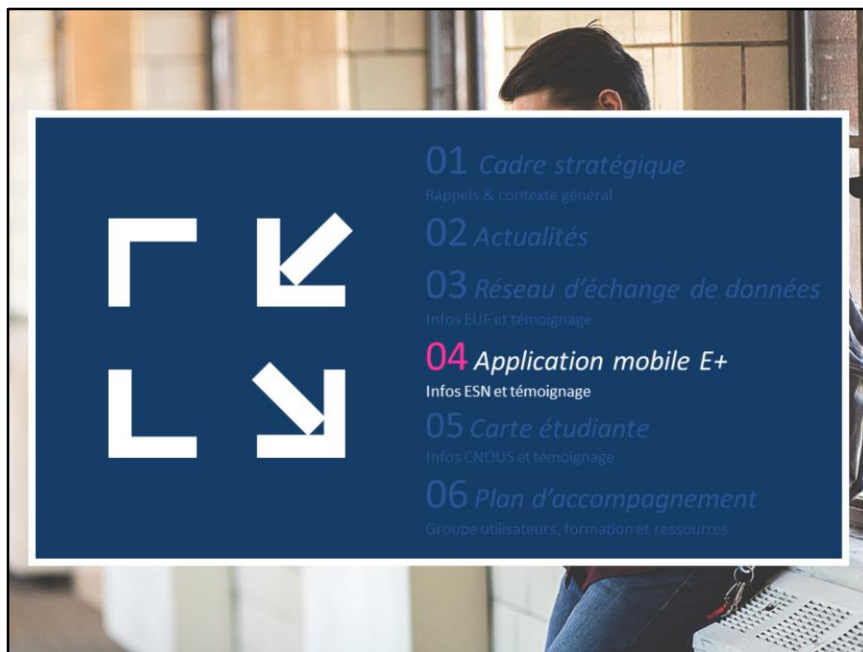 01 Cadre stratégique
Rappels & contexte général
02 Actualités
03 Réseau d'échange de données
Infos EUF et témoignage
04 Application mobile E+
Infos ESN et témoignage
05 Carte étudiante
Infos CNOUS et témoignage
06 Plan d'accompagnement
Groupe utilisateurs, formation et ressources